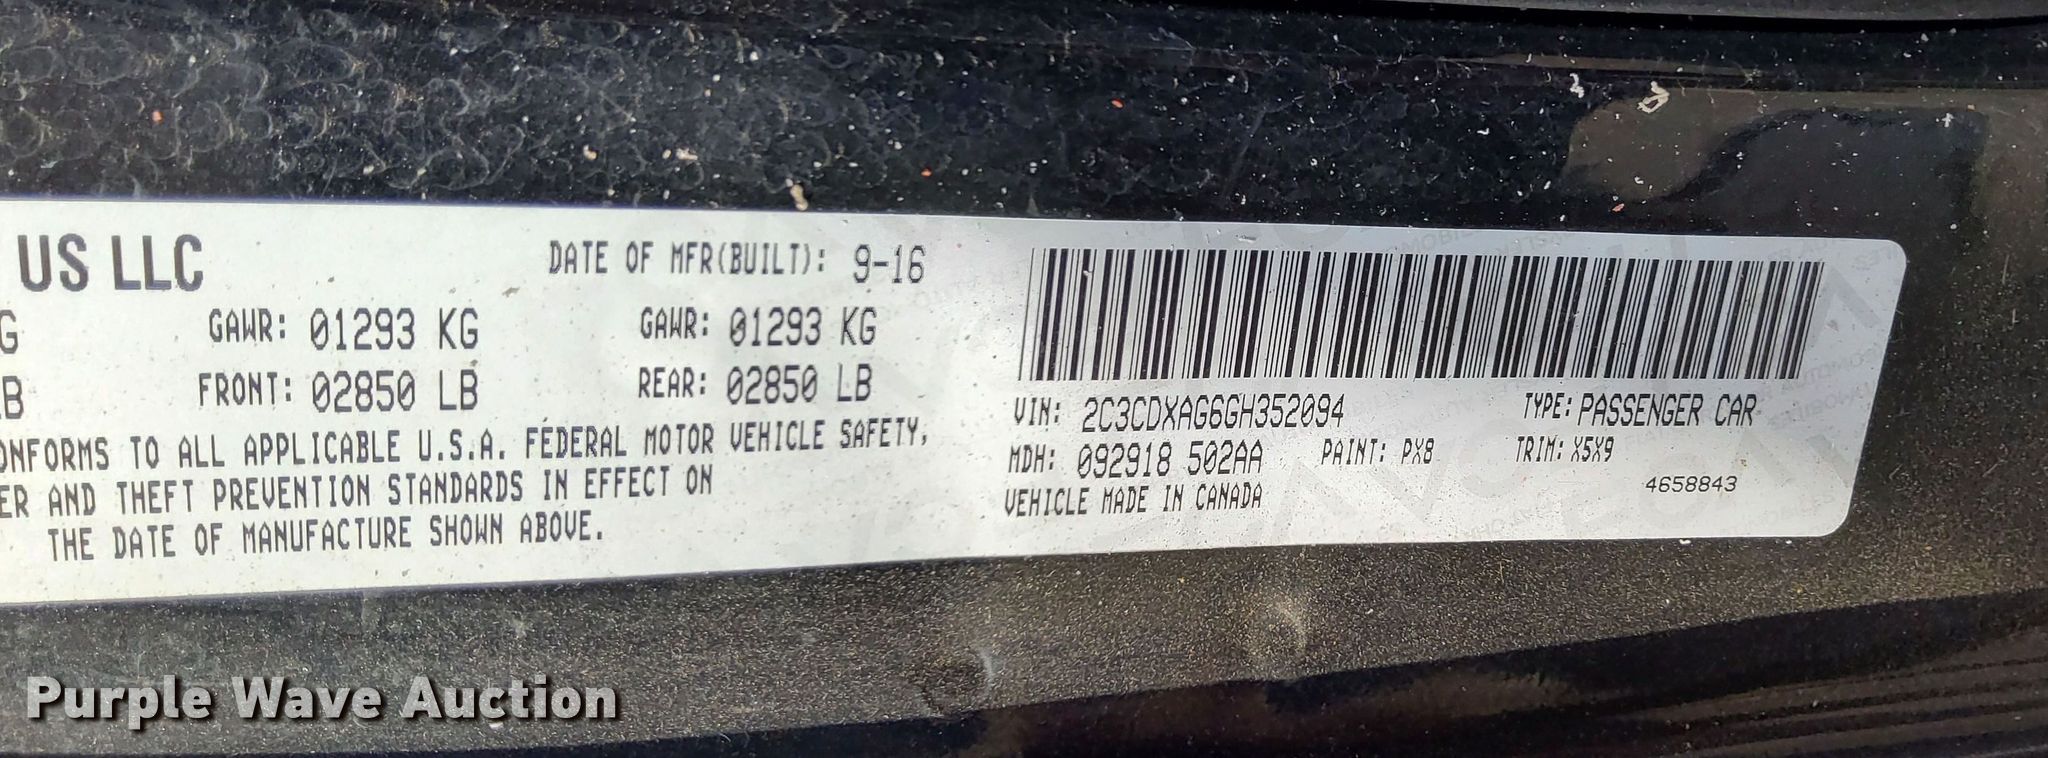 US LLC
DATE OF MFR(BUILT): 9-16
G GAWR: 01293 KG GAWR: 01293 KG
LB FRONT: 02850 LB REAR: 02850 LB
ONFORMS TO ALL APPLICABLE U.S.A. FEDERAL MOTOR VEHICLE SAFETY,
ER AND THEFT PREVENTION STANDARDS IN EFFECT ON
THE DATE OF MANUFACTURE SHOWN ABOVE.
VIN: 2C3CDXAG6GH352094 TYPE: PASSENGER CAR
MDH: 092918 502AA PAINT: PX8 TRIM: X5X9
VEHICLE MADE IN CANADA 4658843
Purple Wave Auction